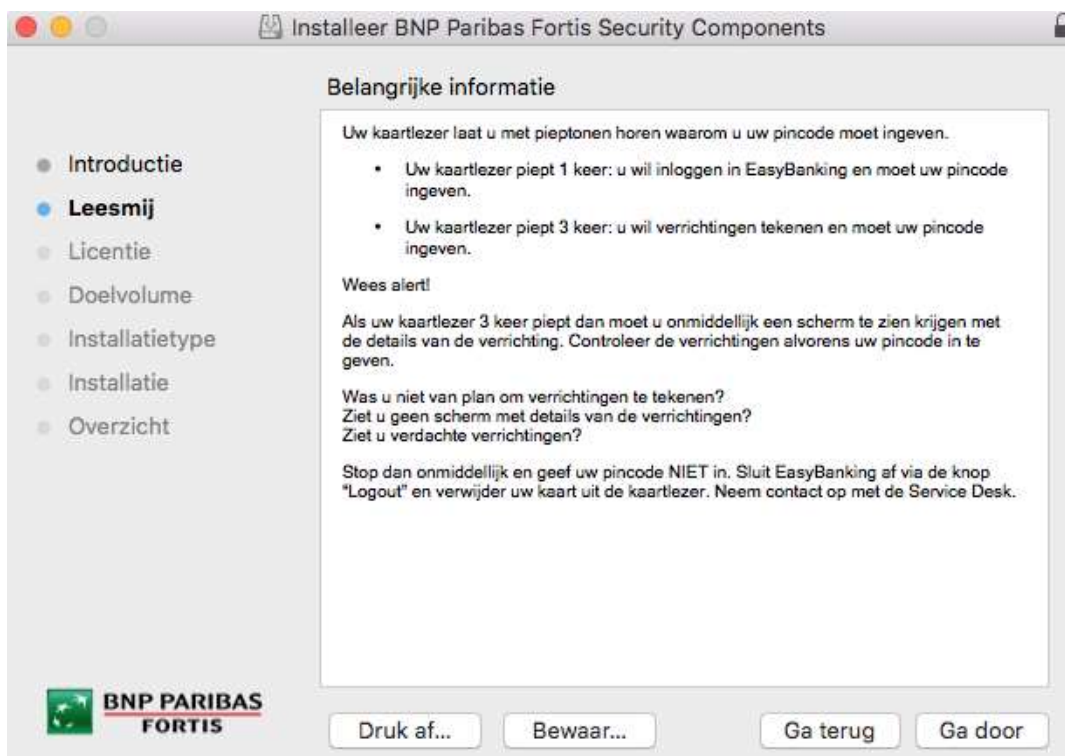 Installeer BNP Paribas Fortis Security Components
Belangrijke informatie
Introductie
Leesmij
Licentie
Doelvolume
Installatietype
Installatie
Overzicht
Uw kaartlezer laat u met pieptonen horen waarom u uw pincode moet ingeven.
• Uw kaartlezer piept 1 keer: u wil inloggen in EasyBanking en moet uw pincode
ingeven.
• Uw kaartlezer piept 3 keer: u wil verrichtingen tekenen en moet uw pincode
ingeven.
Wees alert!
Als uw kaartlezer 3 keer piept dan moet u onmiddellijk een scherm te zien krijgen met
de details van de verrichting. Controleer de verrichtingen alvorens uw pincode in te
geven.
Was u niet van plan om verrichtingen te tekenen?
Ziet u geen scherm met details van de verrichtingen?
Ziet u verdachte verrichtingen?
Stop dan onmiddellijk en geef uw pincode NIET in. Sluit EasyBanking af via de knop
“Logout” en verwijder uw kaart uit de kaartlezer. Neem contact op met de Service Desk.
BNP PARIBAS
FORTIS
Druk af...
Bewaar...
Ga terug
Ga door